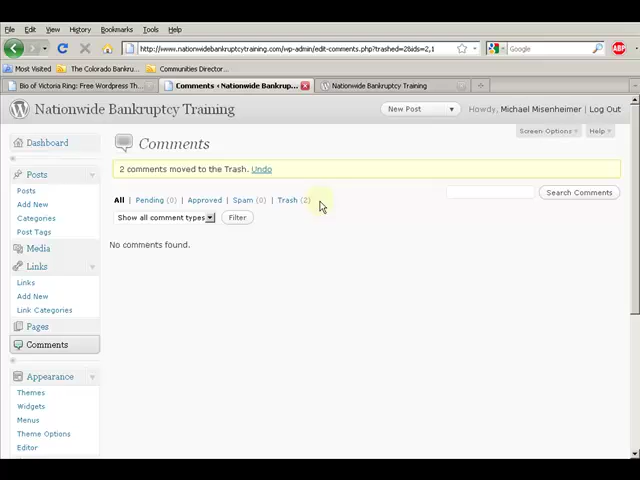 File Edit View History Bookmarks Tools Help
http://www.nationwidebankruptcytraining.com/wp-admin/edit-comments.php?trashed=2&ids=2,1
Google
ABP
Most Visited The Colorado Bankru... Communities Director...
Bio of Victoria Ring: Free Wordpress Th... Comments ‹ Nationwide Bankrup... Nationwide Bankruptcy Training
Nationwide Bankruptcy Training
New Post
Howdy, Michael Misenheimer | Log Out
Screen Options
Help
Dashboard
Posts
Posts
Add New
Categories
Post Tags
Media
Links
Links
Add New
Link Categories
Pages
Comments
Appearance
Themes
Widgets
Menus
Theme Options
Editor
Comments
2 comments moved to the Trash. Undo
All | Pending (0) | Approved | Spam (0) | Trash (2)
Search Comments
Show all comment types
Filter
No comments found.